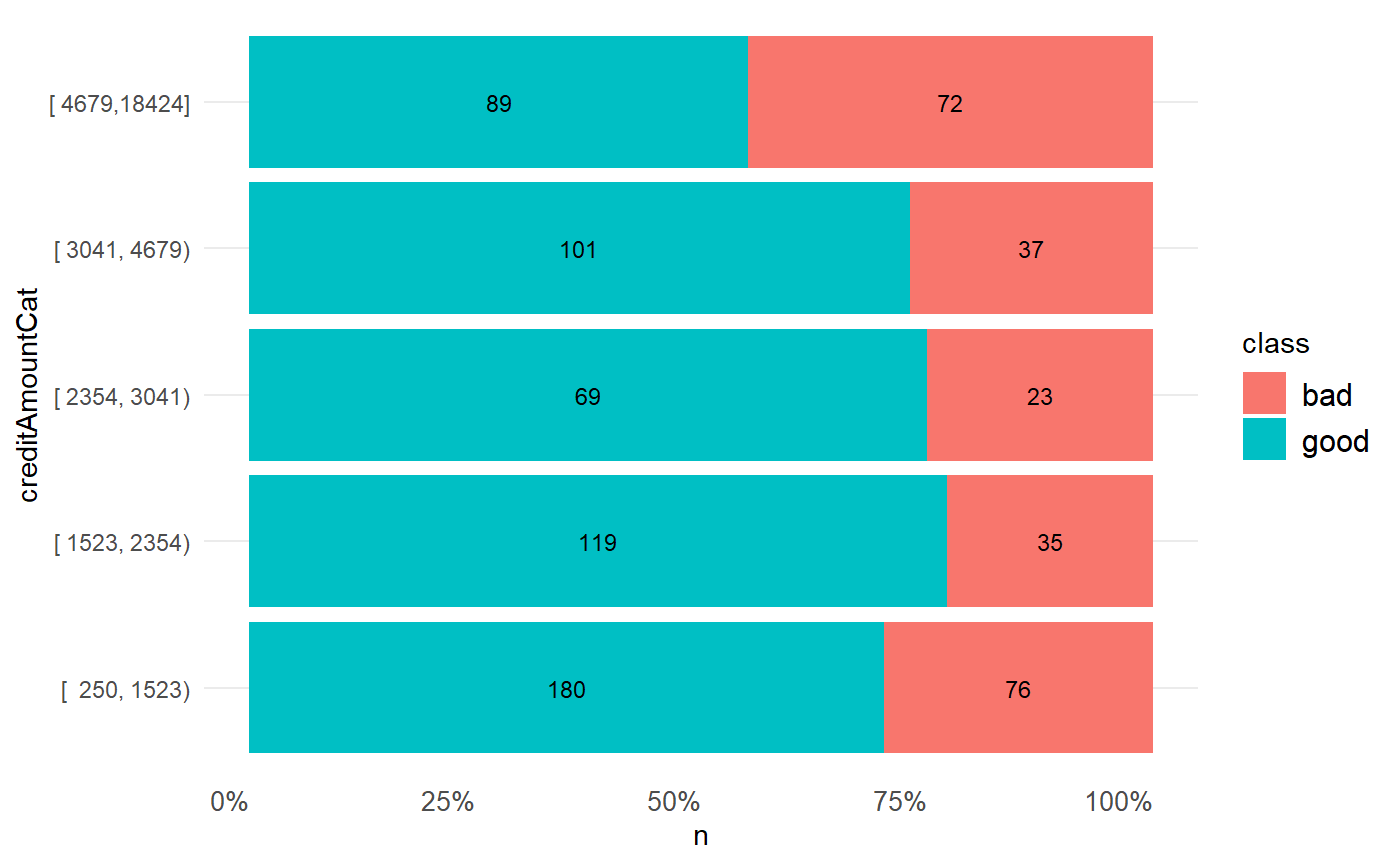 [ 4679,18424]
89
72
[ 3041, 4679)
101
37
[ 2354, 3041)
69
23
[ 1523, 2354)
119
35
[  250, 1523)
180
76
0%
25%
50%
75%
100%
n
creditAmountCat
class
bad
good